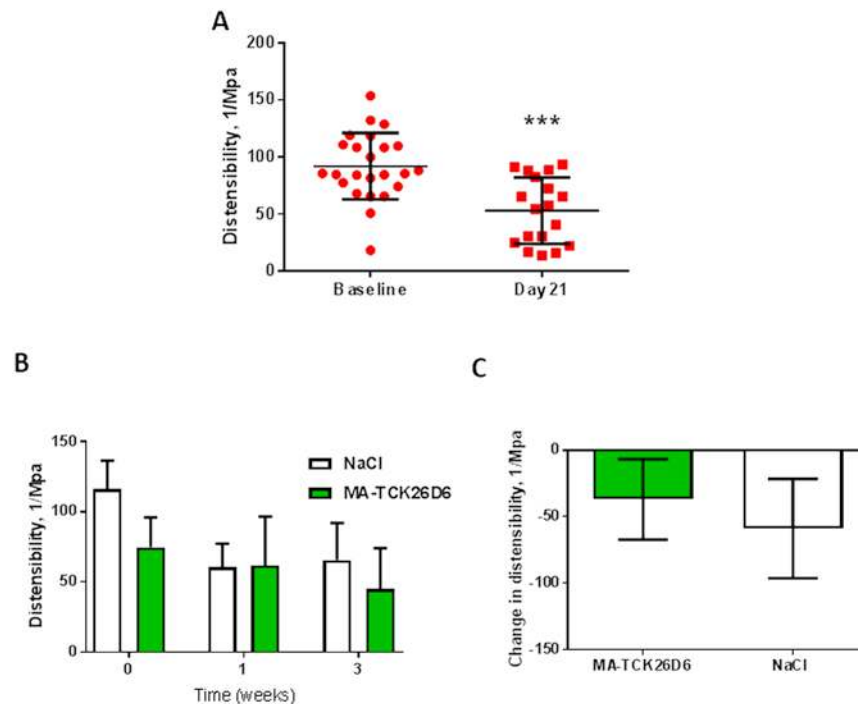 A
200
150
100
50
0
Distensibility, 1/Mpa
***
Baseline Day 21
B
150
100
50
0
Distensibility, 1/Mpa
NaCl
MA-TCK26D6
0 1 3
Time (weeks)
C
0
-50
-100
-150
Change in distensibility, 1/Mpa
MA-TCK26D6 NaCl